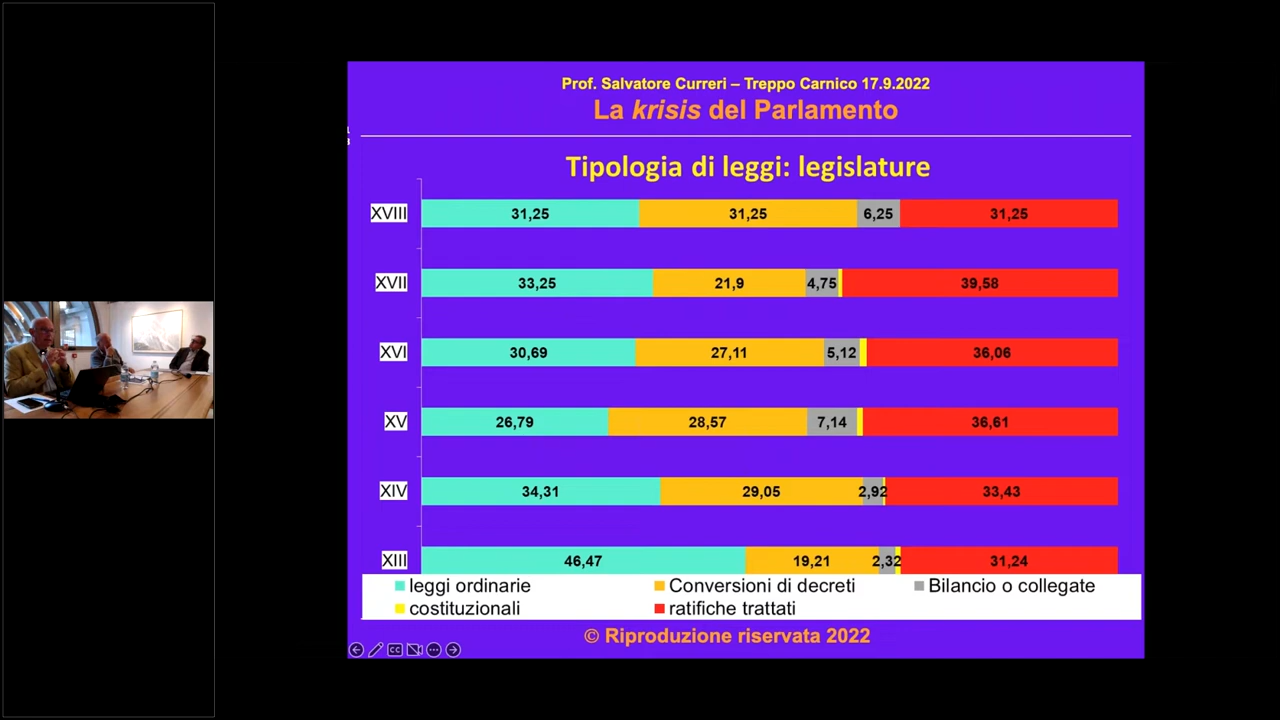 Prof. Salvatore Curreri – Treppo Carnico 17.9.2022
La krisis del Parlamento
Tipologia di leggi: legislature
XVIII 31,25 31,25 6,25 31,25
XVII 33,25 21,9 4,75 39,58
XVI 30,69 27,11 5,12 36,06
XV 26,79 28,57 7,14 36,61
XIV 34,31 29,05 2,92 33,43
XIII 46,47 19,21 2,32 31,24
leggi ordinarie Conversioni di decreti Bilancio o collegate
costituzionali ratifiche trattati
© Riproduzione riservata 2022
CC